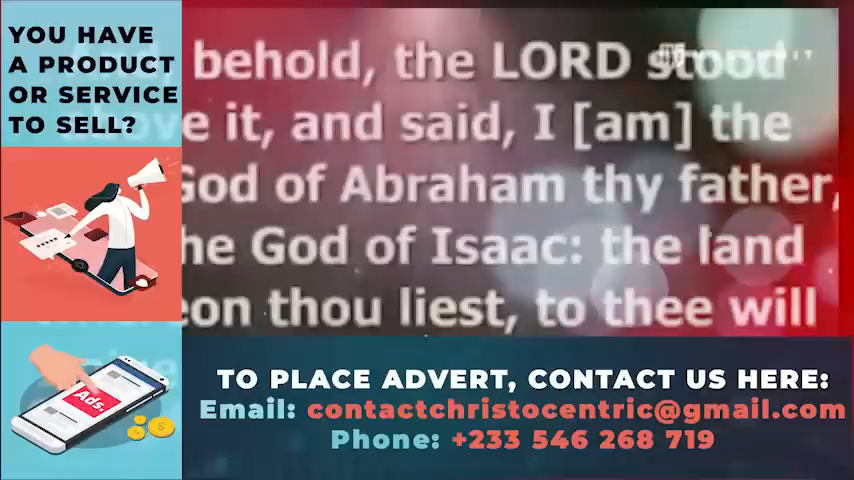 YOU HAVE
A PRODUCT
OR SERVICE
TO SELL?
behold, the LORD stood
it, and said, I [am] the
God of Abraham thy father,
the God of Isaac: the land
thou liest, to thee will
Ads.
TO PLACE ADVERT, CONTACT US HERE:
Email: contactchristocentric@gmail.com
Phone: +233 546 268 719